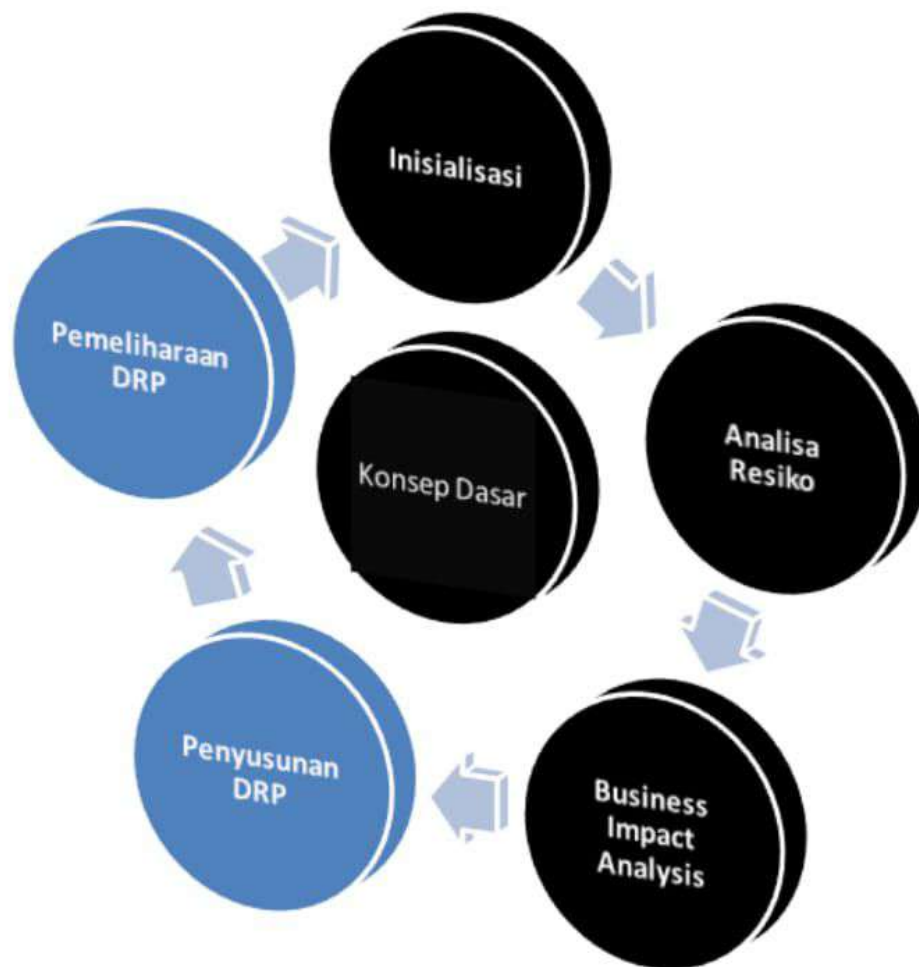 Inisialisasi
Pemeliharaan
DRP
Konsep Dasar
Analisa
Resiko
Penyusunan
DRP
Business
Impact
Analysis